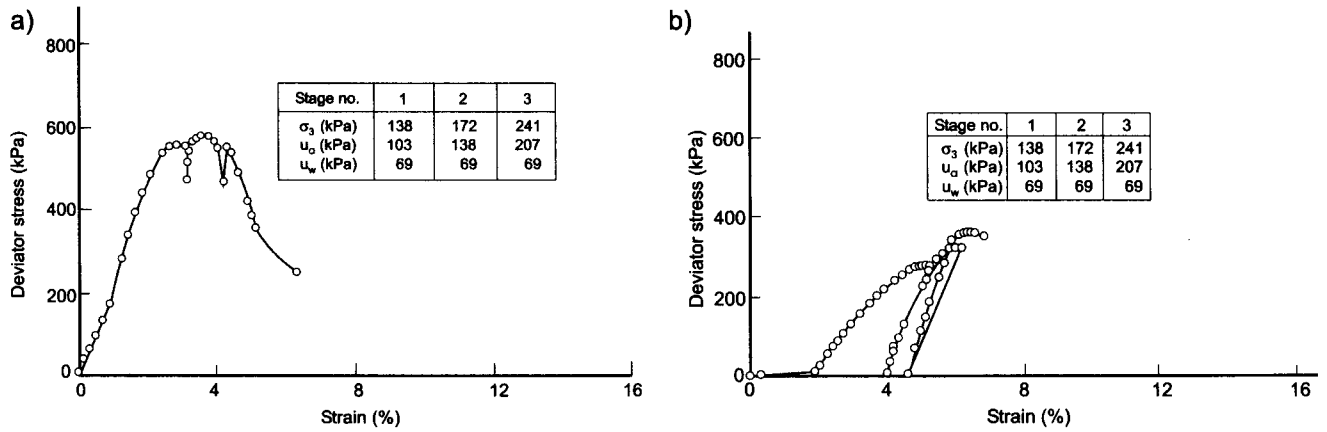 a)
800
600
400
200
0
Deviator stress (kPa)
Stage no. 1 2 3
σ₃ (kPa) 138 172 241
uₐ (kPa) 103 138 207
u_w (kPa) 69 69 69
0 4 8 12 16
Strain (%)
b)
800
600
400
200
0
Deviator stress (kPa)
Stage no. 1 2 3
σ₃ (kPa) 138 172 241
uₐ (kPa) 103 138 207
u_w (kPa) 69 69 69
0 4 8 12 16
Strain (%)